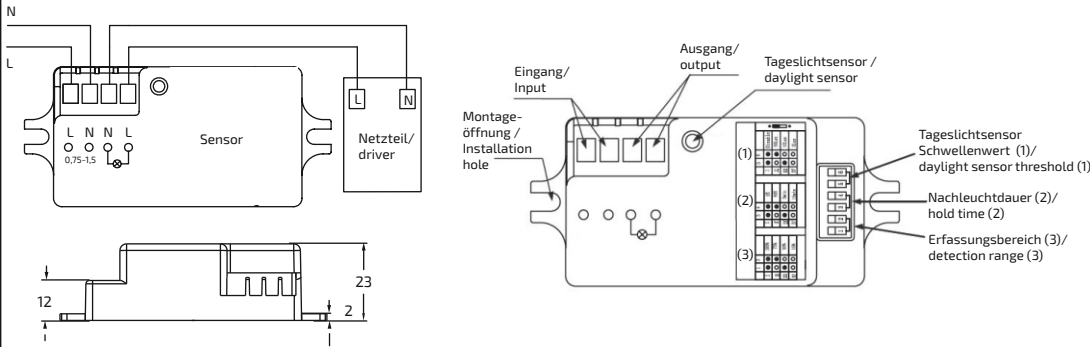 N
L
L N N L
0,75-1,5
Sensor
L
N
Netzteil/
driver
12
23
2
Eingang/
Input
Ausgang/
output
Tageslichtsensor /
daylight sensor
Montage-
öffnung /
Installation
hole
(1)
(2)
(3)
Tageslichtsensor
Schwellenwert (1)/
daylight sensor threshold (1)
Nachleuchtdauer (2)/
hold time (2)
Erfassungsbereich (3)/
detection range (3)